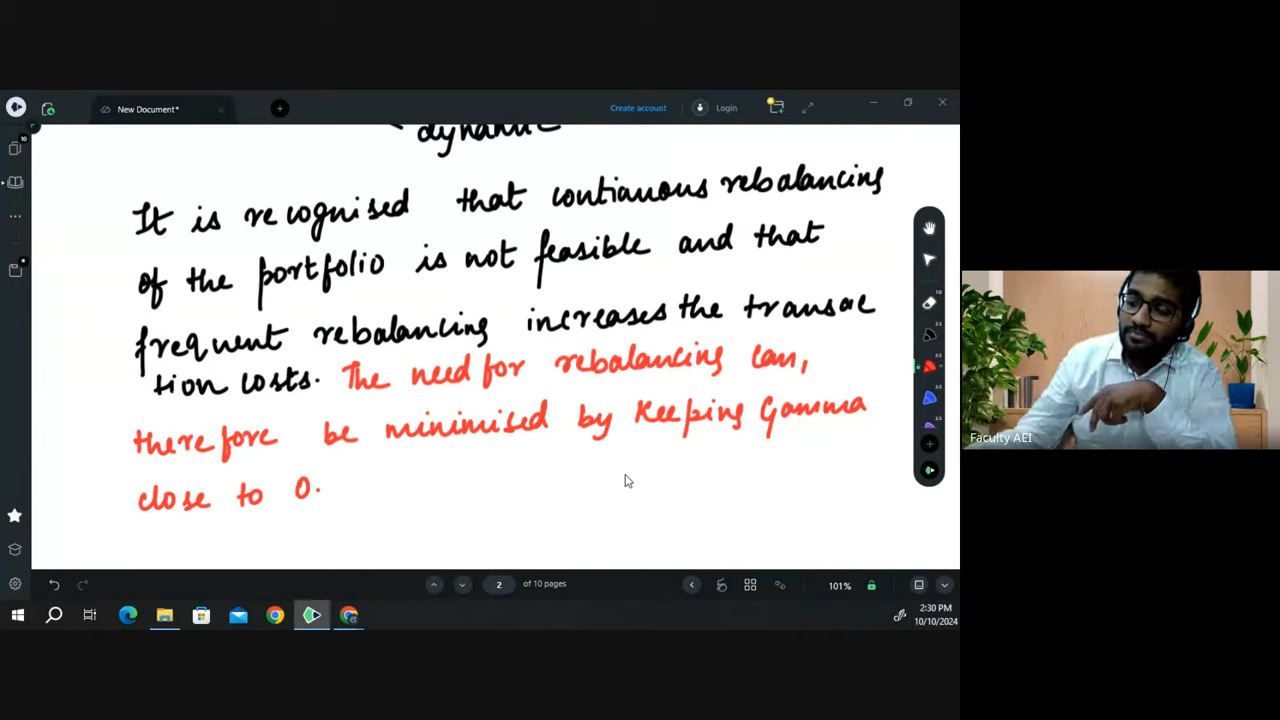 New Document*
Create account
Login
dynamic
It is recognised that continuous rebalancing
of the portfolio is not feasible and that
frequent rebalancing increases the transac
tion costs. The need for rebalancing can,
therefore be minimised by keeping Gamma
close to 0.
Faculty AEI
2 of 10 pages
101%
2:30 PM
10/10/2024